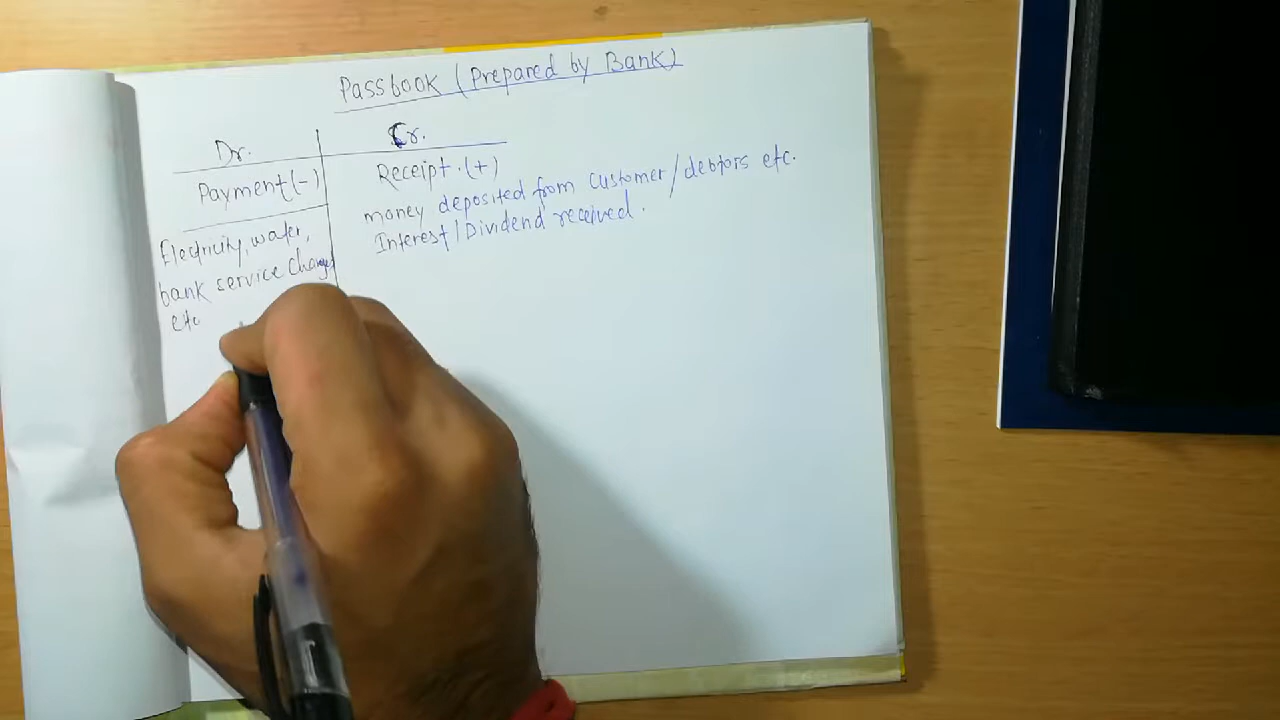 Passbook (Prepared by Bank)
Dr. Cr.
Payment(-) Receipt.(+)
money deposited from customer/debtors etc.
Interest/Dividend received.
Electricity, water,
bank service charges
etc